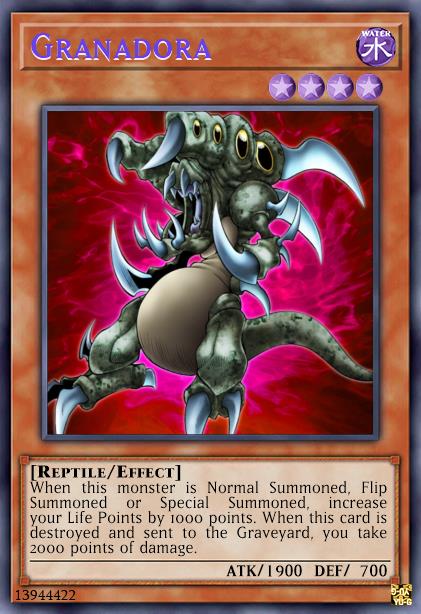 GRANADORA
WATER
水
[REPTILE/EFFECT]
When this monster is Normal Summoned, Flip
Summoned or Special Summoned, increase
your Life Points by 1000 points. When this card is
destroyed and sent to the Graveyard, you take
2000 points of damage.
ATK/1900 DEF/ 700
13944422